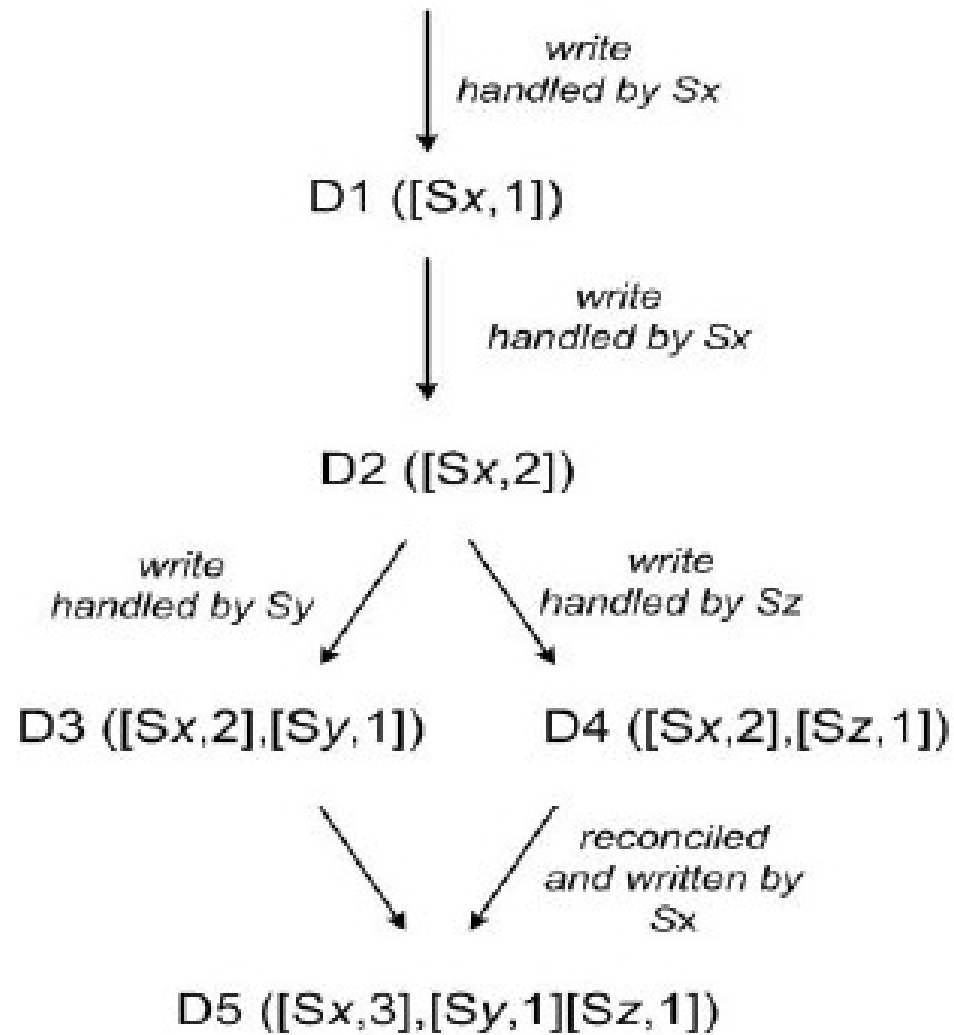 write
handled by Sx
D1 ([Sx,1])
write
handled by Sx
D2 ([Sx,2])
write
handled by Sy
write
handled by Sz
D3 ([Sx,2],[Sy,1])
D4 ([Sx,2],[Sz,1])
reconciled
and written by
Sx
D5 ([Sx,3],[Sy,1][Sz,1])